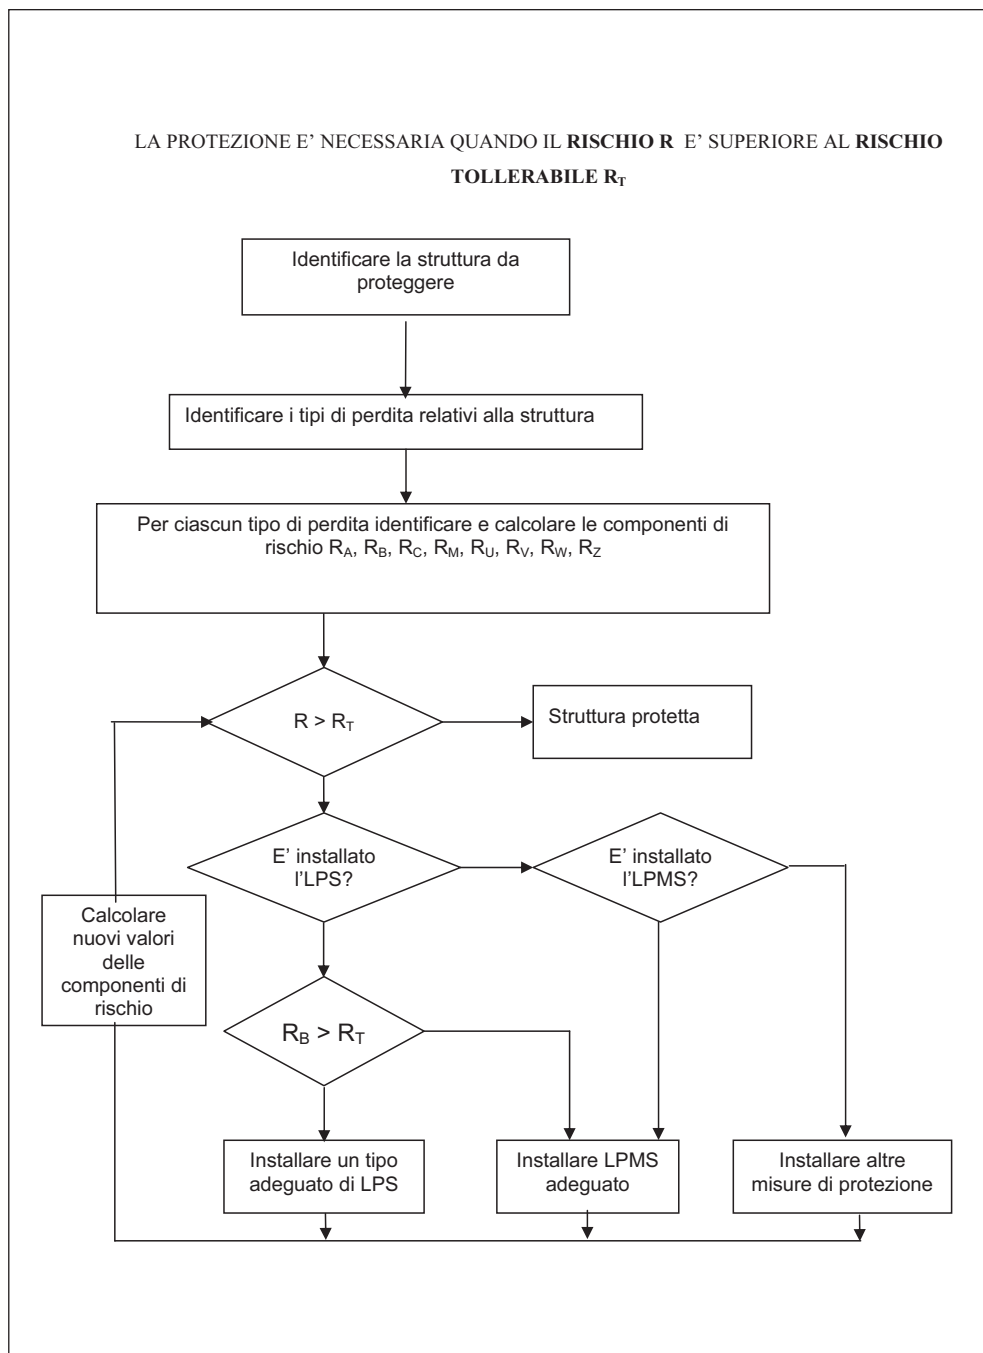 LA PROTEZIONE E’ NECESSARIA QUANDO IL RISCHIO R E’ SUPERIORE AL RISCHIO
TOLLERABILE RT
Identificare la struttura da
proteggere
Identificare i tipi di perdita relativi alla struttura
Per ciascun tipo di perdita identificare e calcolare le componenti di
rischio RA, RB, RC, RM, RU, RV, RW, RZ
R > RT
Struttura protetta
E’ installato
l’LPS?
E’ installato
l’LPMS?
Calcolare
nuovi valori
delle
componenti di
rischio
RB > RT
Installare un tipo
adeguato di LPS
Installare LPMS
adeguato
Installare altre
misure di protezione